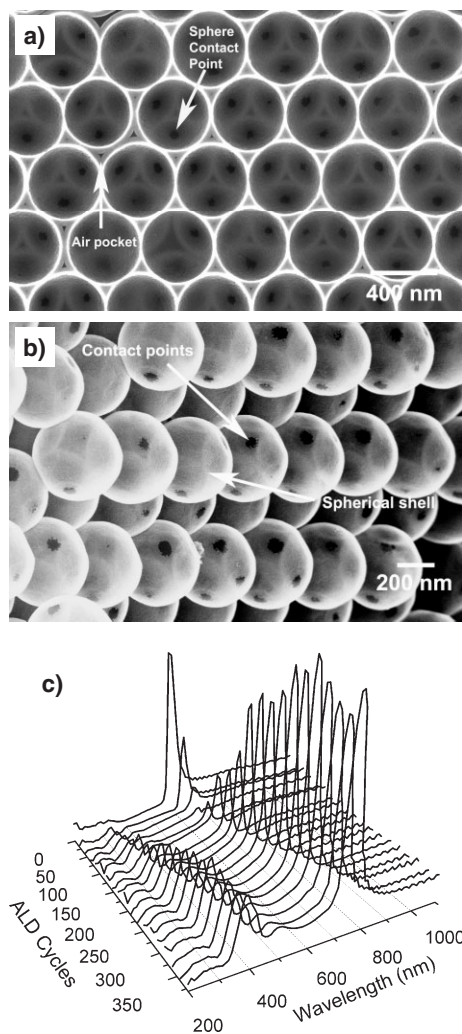 a)
Sphere
Contact
Point
Air pocket
400 nm
b)
Contact points
Spherical shell
200 nm
c)
0
50
100
150
200
250
300
350
ALD Cycles
200
400
600
800
1000
Wavelength (nm)